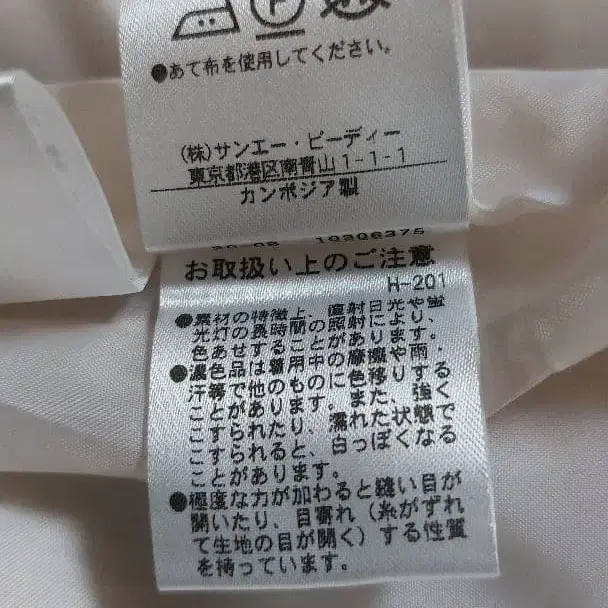 ●あて布を使用してください。
(株)サンエー・ビーディー
東京都港区南青山1-1-1
カンボジア製
お取扱い上のご注意
H-201
●素材の特徴上、直射日光や蛍
光灯の長時間の照射により、
色あせすることがあります。
●濃色品は着用中の摩擦や雨・
汗等で他のものに色移りする
ことがあります。また、強く
こすられたり、濡れた状態で
こすられると、白っぽくなる
ことがあります。
●極度な力が加わると縫い目が
開いたり、目寄れ（糸がずれ
て生地の目が開く）する性質
を持っています。